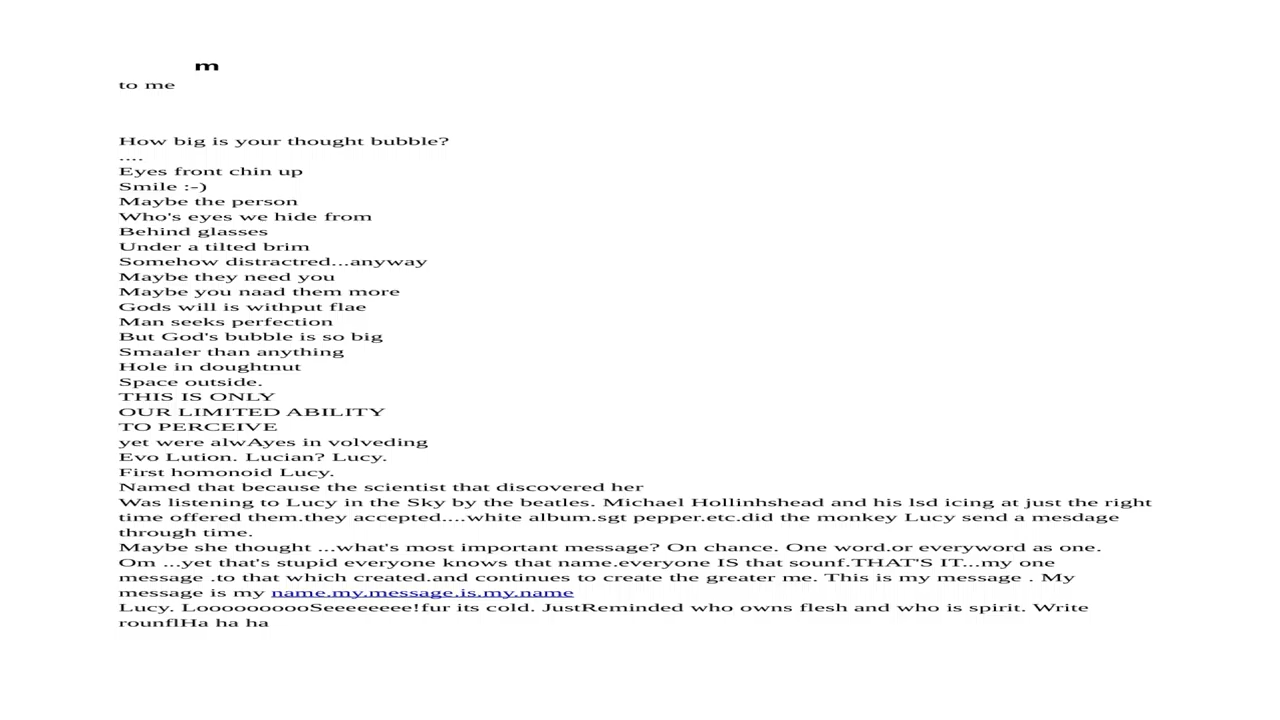 m
to me
How big is your thought bubble?
....
Eyes front chin up
Smile :-)
Maybe the person
Who's eyes we hide from
Behind glasses
Under a tilted brim
Somehow distractred...anyway
Maybe they need you
Maybe you naad them more
Gods will is withput flae
Man seeks perfection
But God's bubble is so big
Smaaler than anything
Hole in doughtnut
Space outside.
THIS IS ONLY
OUR LIMITED ABILITY
TO PERCEIVE
yet were alwAyes in volveding
Evo Lution. Lucian? Lucy.
First homonoid Lucy.
Named that because the scientist that discovered her
Was listening to Lucy in the Sky by the beatles. Michael Hollinhshead and his lsd icing at just the right
time offered them.they accepted....white album.sgt pepper.etc.did the monkey Lucy send a mesdage
through time.
Maybe she thought ...what's most important message? On chance. One word.or everyword as one.
Om ...yet that's stupid everyone knows that name.everyone IS that sounf.THAT'S IT...my one
message .to that which created.and continues to create the greater me. This is my message . My
message is my name.my.message.is.my.name
Lucy. LoooooooooSeeeeeeee!fur its cold. JustReminded who owns flesh and who is spirit. Write
rounflHa ha ha